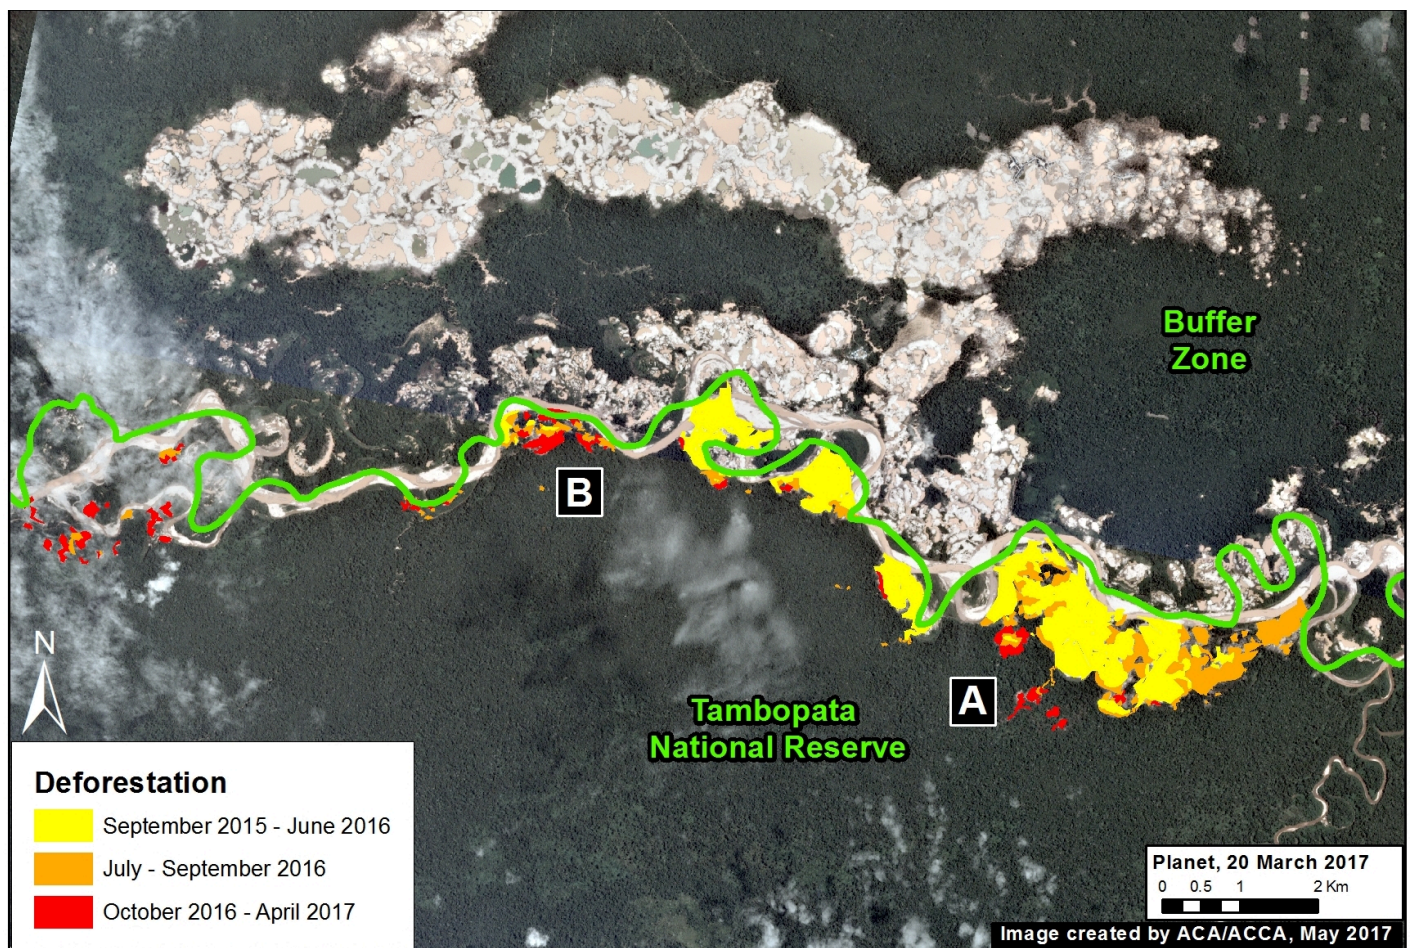 Buffer
Zone
B
A
Tambopata
National Reserve
N
Deforestation
September 2015 - June 2016
July - September 2016
October 2016 - April 2017
Planet, 20 March 2017
0 0.5 1 2 Km
Image created by ACA/ACCA, May 2017